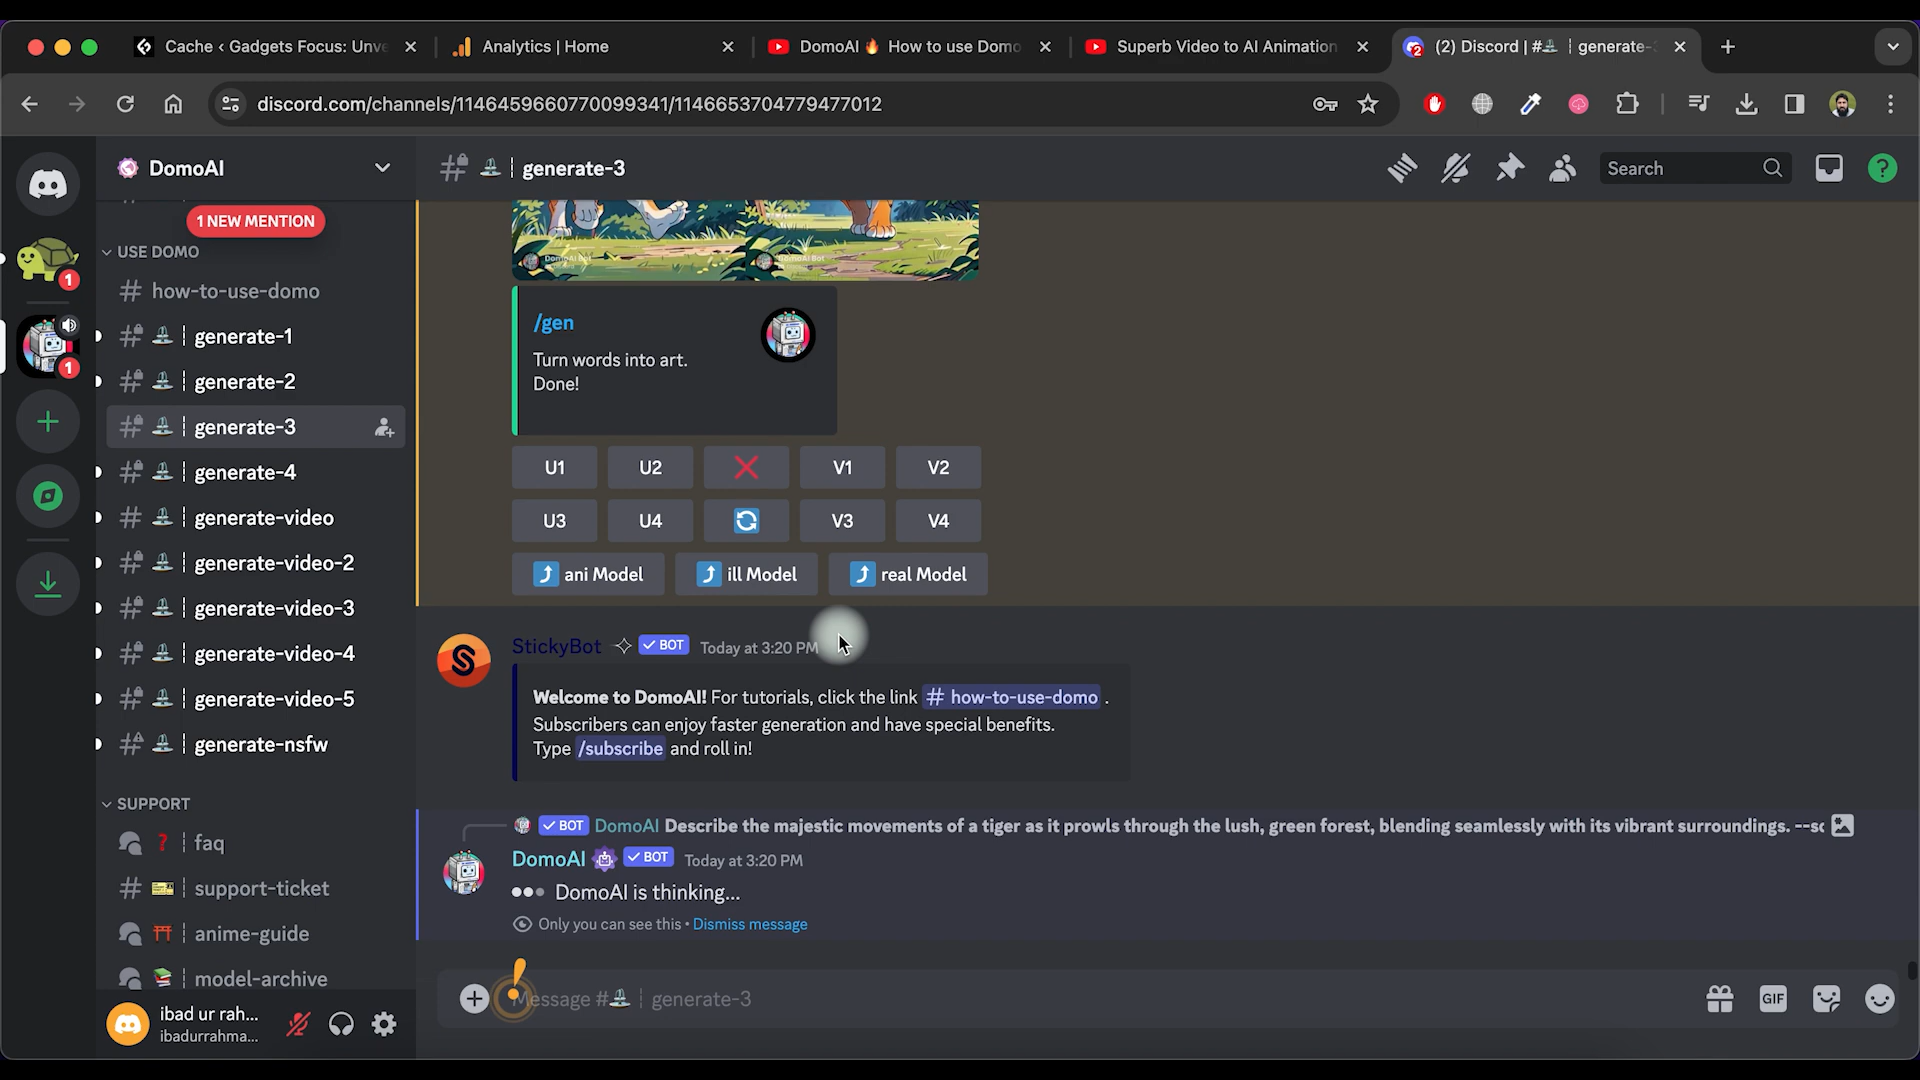 Cache ‹ Gadgets Focus: Unve
Analytics | Home
DomoAI 🔥 How to use Domo
Superb Video to AI Animation
(2) Discord | #⛲ | generate-
discord.com/channels/1146459660770099341/1146653704779477012
DomoAI
⛲ | generate-3
Search
1 NEW MENTION
USE DOMO
how-to-use-domo
generate-1
generate-2
generate-3
generate-4
generate-video
generate-video-2
generate-video-3
generate-video-4
generate-video-5
generate-nsfw
SUPPORT
faq
support-ticket
anime-guide
model-archive
ibad ur rah...
ibadurrahma...
1
1
/gen
Turn words into art.
Done!
U1 U2 ❌ V1 V2
U3 U4 🔄 V3 V4
ani Model ill Model real Model
StickyBot ✓ BOT Today at 3:20 PM
Welcome to DomoAI! For tutorials, click the link # how-to-use-domo .
Subscribers can enjoy faster generation and have special benefits.
Type /subscribe and roll in!
✓ BOT DomoAI Describe the majestic movements of a tiger as it prowls through the lush, green forest, blending seamlessly with its vibrant surroundings. --sc
DomoAI ✓ BOT Today at 3:20 PM
DomoAI is thinking...
Only you can see this • Dismiss message
Message #⛲ | generate-3
GIF